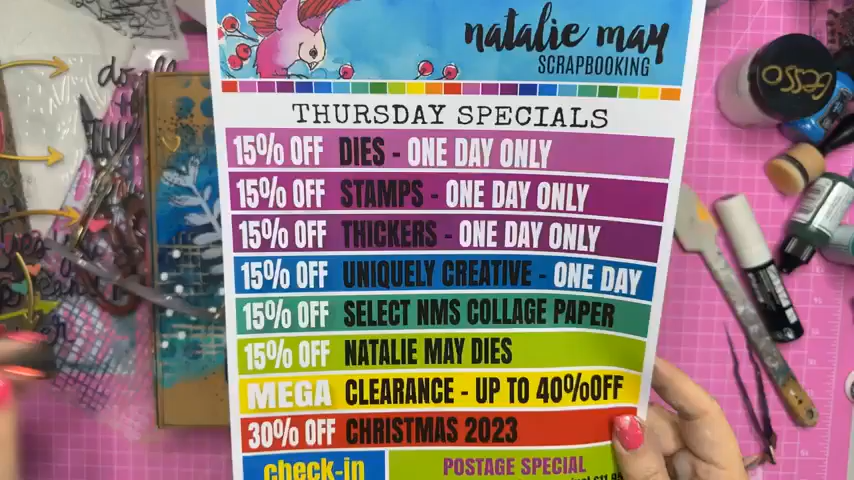 natalie may
SCRAPBOOKING
THURSDAY SPECIALS
15% OFF DIES - ONE DAY ONLY
15% OFF STAMPS - ONE DAY ONLY
15% OFF THICKERS - ONE DAY ONLY
15% OFF UNIQUELY CREATIVE - ONE DAY
15% OFF SELECT NMS COLLAGE PAPER
15% OFF NATALIE MAY DIES
MEGA CLEARANCE - UP TO 40%OFF
30% OFF CHRISTMAS 2023
check-in
POSTAGE SPECIAL
GESSO